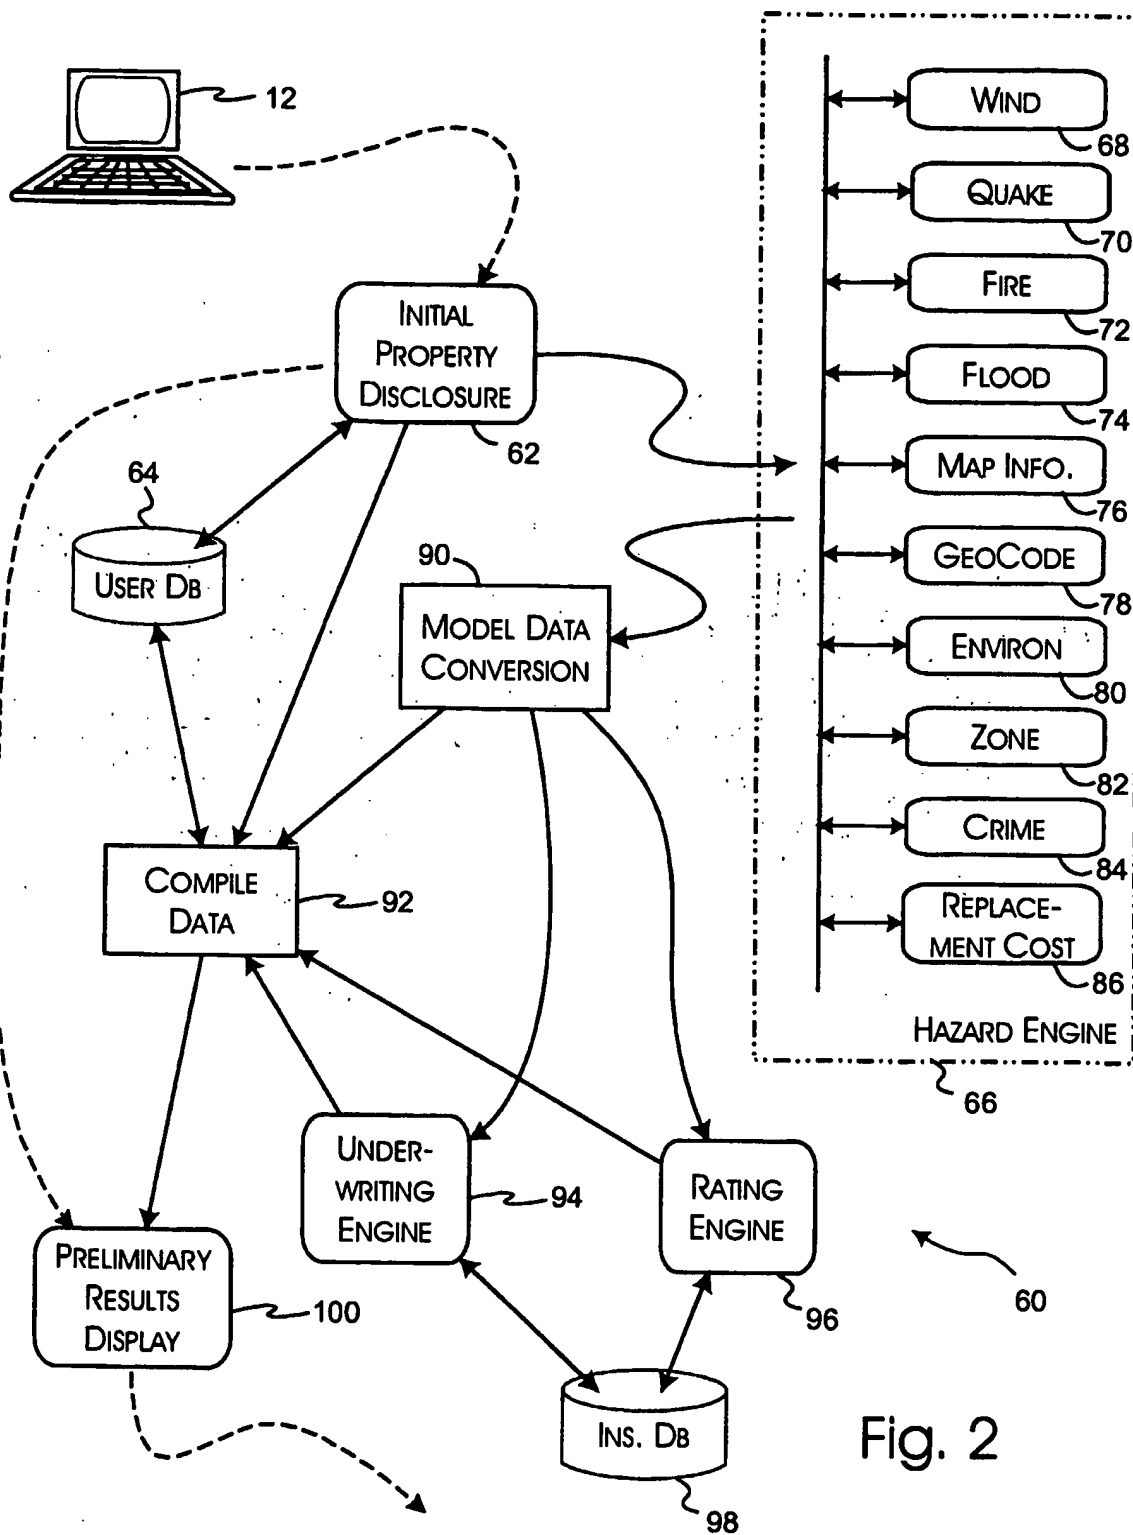 12
WIND
68
QUAKE
70
FIRE
72
FLOOD
74
MAP INFO.
76
GEOCODE
78
ENVIRON
80
ZONE
82
CRIME
84
REPLACE-
MENT COST
86
HAZARD ENGINE
66
INITIAL
PROPERTY
DISCLOSURE
62
64
USER DB
90
MODEL DATA
CONVERSION
COMPILE
DATA
92
UNDER-
WRITING
ENGINE
94
RATING
ENGINE
96
PRELIMINARY
RESULTS
DISPLAY
100
INS. DB
98
60
Fig. 2